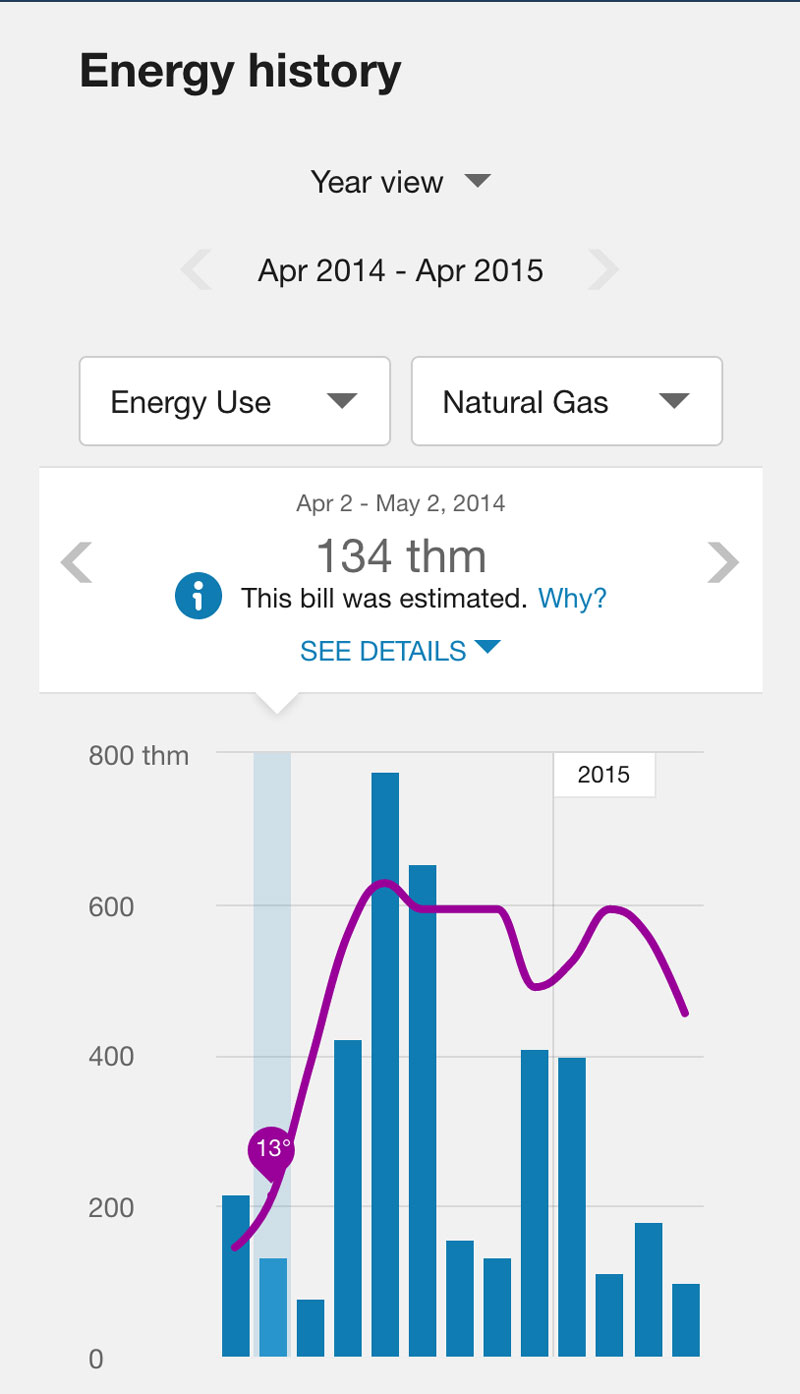 Energy history
Year view
Apr 2014 - Apr 2015
Energy Use
Natural Gas
Apr 2 - May 2, 2014
134 thm
This bill was estimated. Why?
SEE DETAILS
800 thm
2015
600
400
13°
200
0